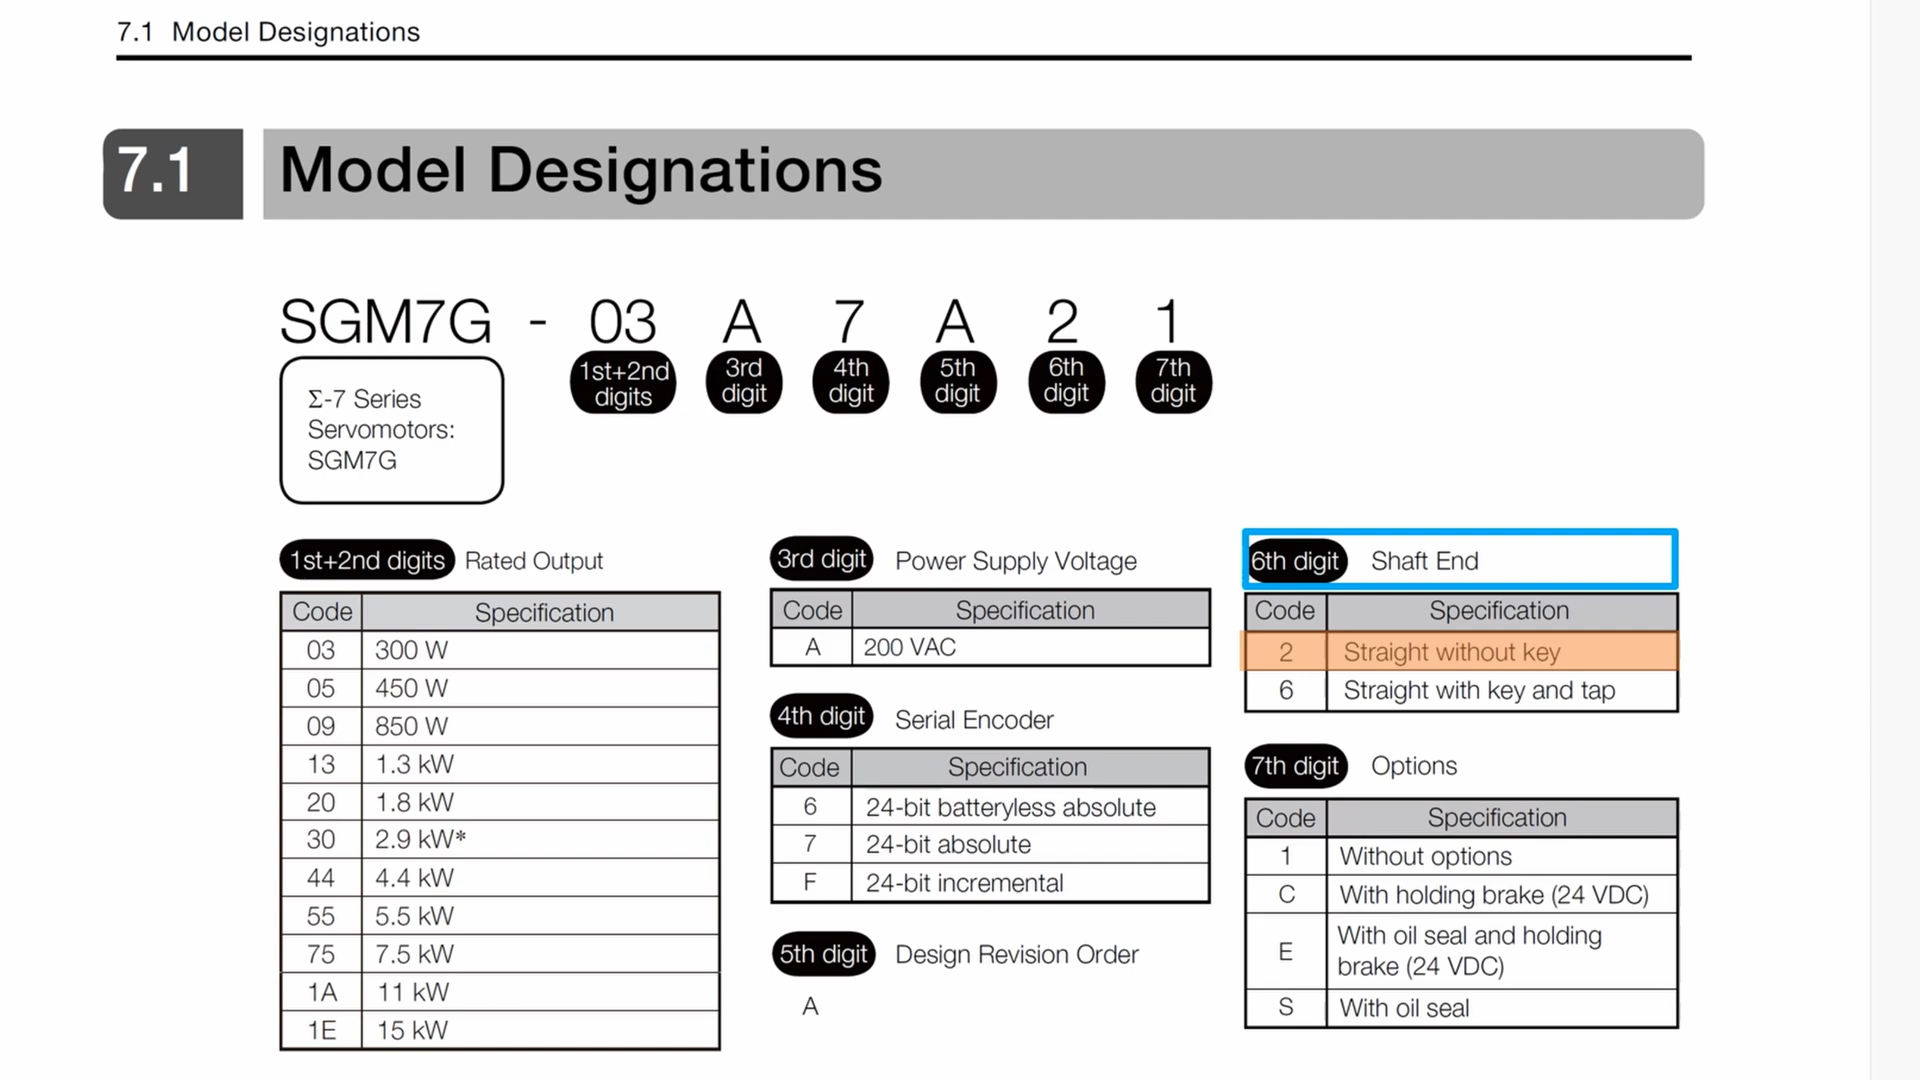 7.1 Model Designations
7.1 Model Designations
SGM7G - 03 A 7 A 2 1
1st+2nd digits 3rd digit 4th digit 5th digit 6th digit 7th digit
Σ-7 Series
Servomotors:
SGM7G
1st+2nd digits Rated Output
Code Specification
03 300 W
05 450 W
09 850 W
13 1.3 kW
20 1.8 kW
30 2.9 kW*
44 4.4 kW
55 5.5 kW
75 7.5 kW
1A 11 kW
1E 15 kW
3rd digit Power Supply Voltage
Code Specification
A 200 VAC
4th digit Serial Encoder
Code Specification
6 24-bit batteryless absolute
7 24-bit absolute
F 24-bit incremental
5th digit Design Revision Order
A
6th digit Shaft End
Code Specification
2 Straight without key
6 Straight with key and tap
7th digit Options
Code Specification
1 Without options
C With holding brake (24 VDC)
E With oil seal and holding
brake (24 VDC)
S With oil seal